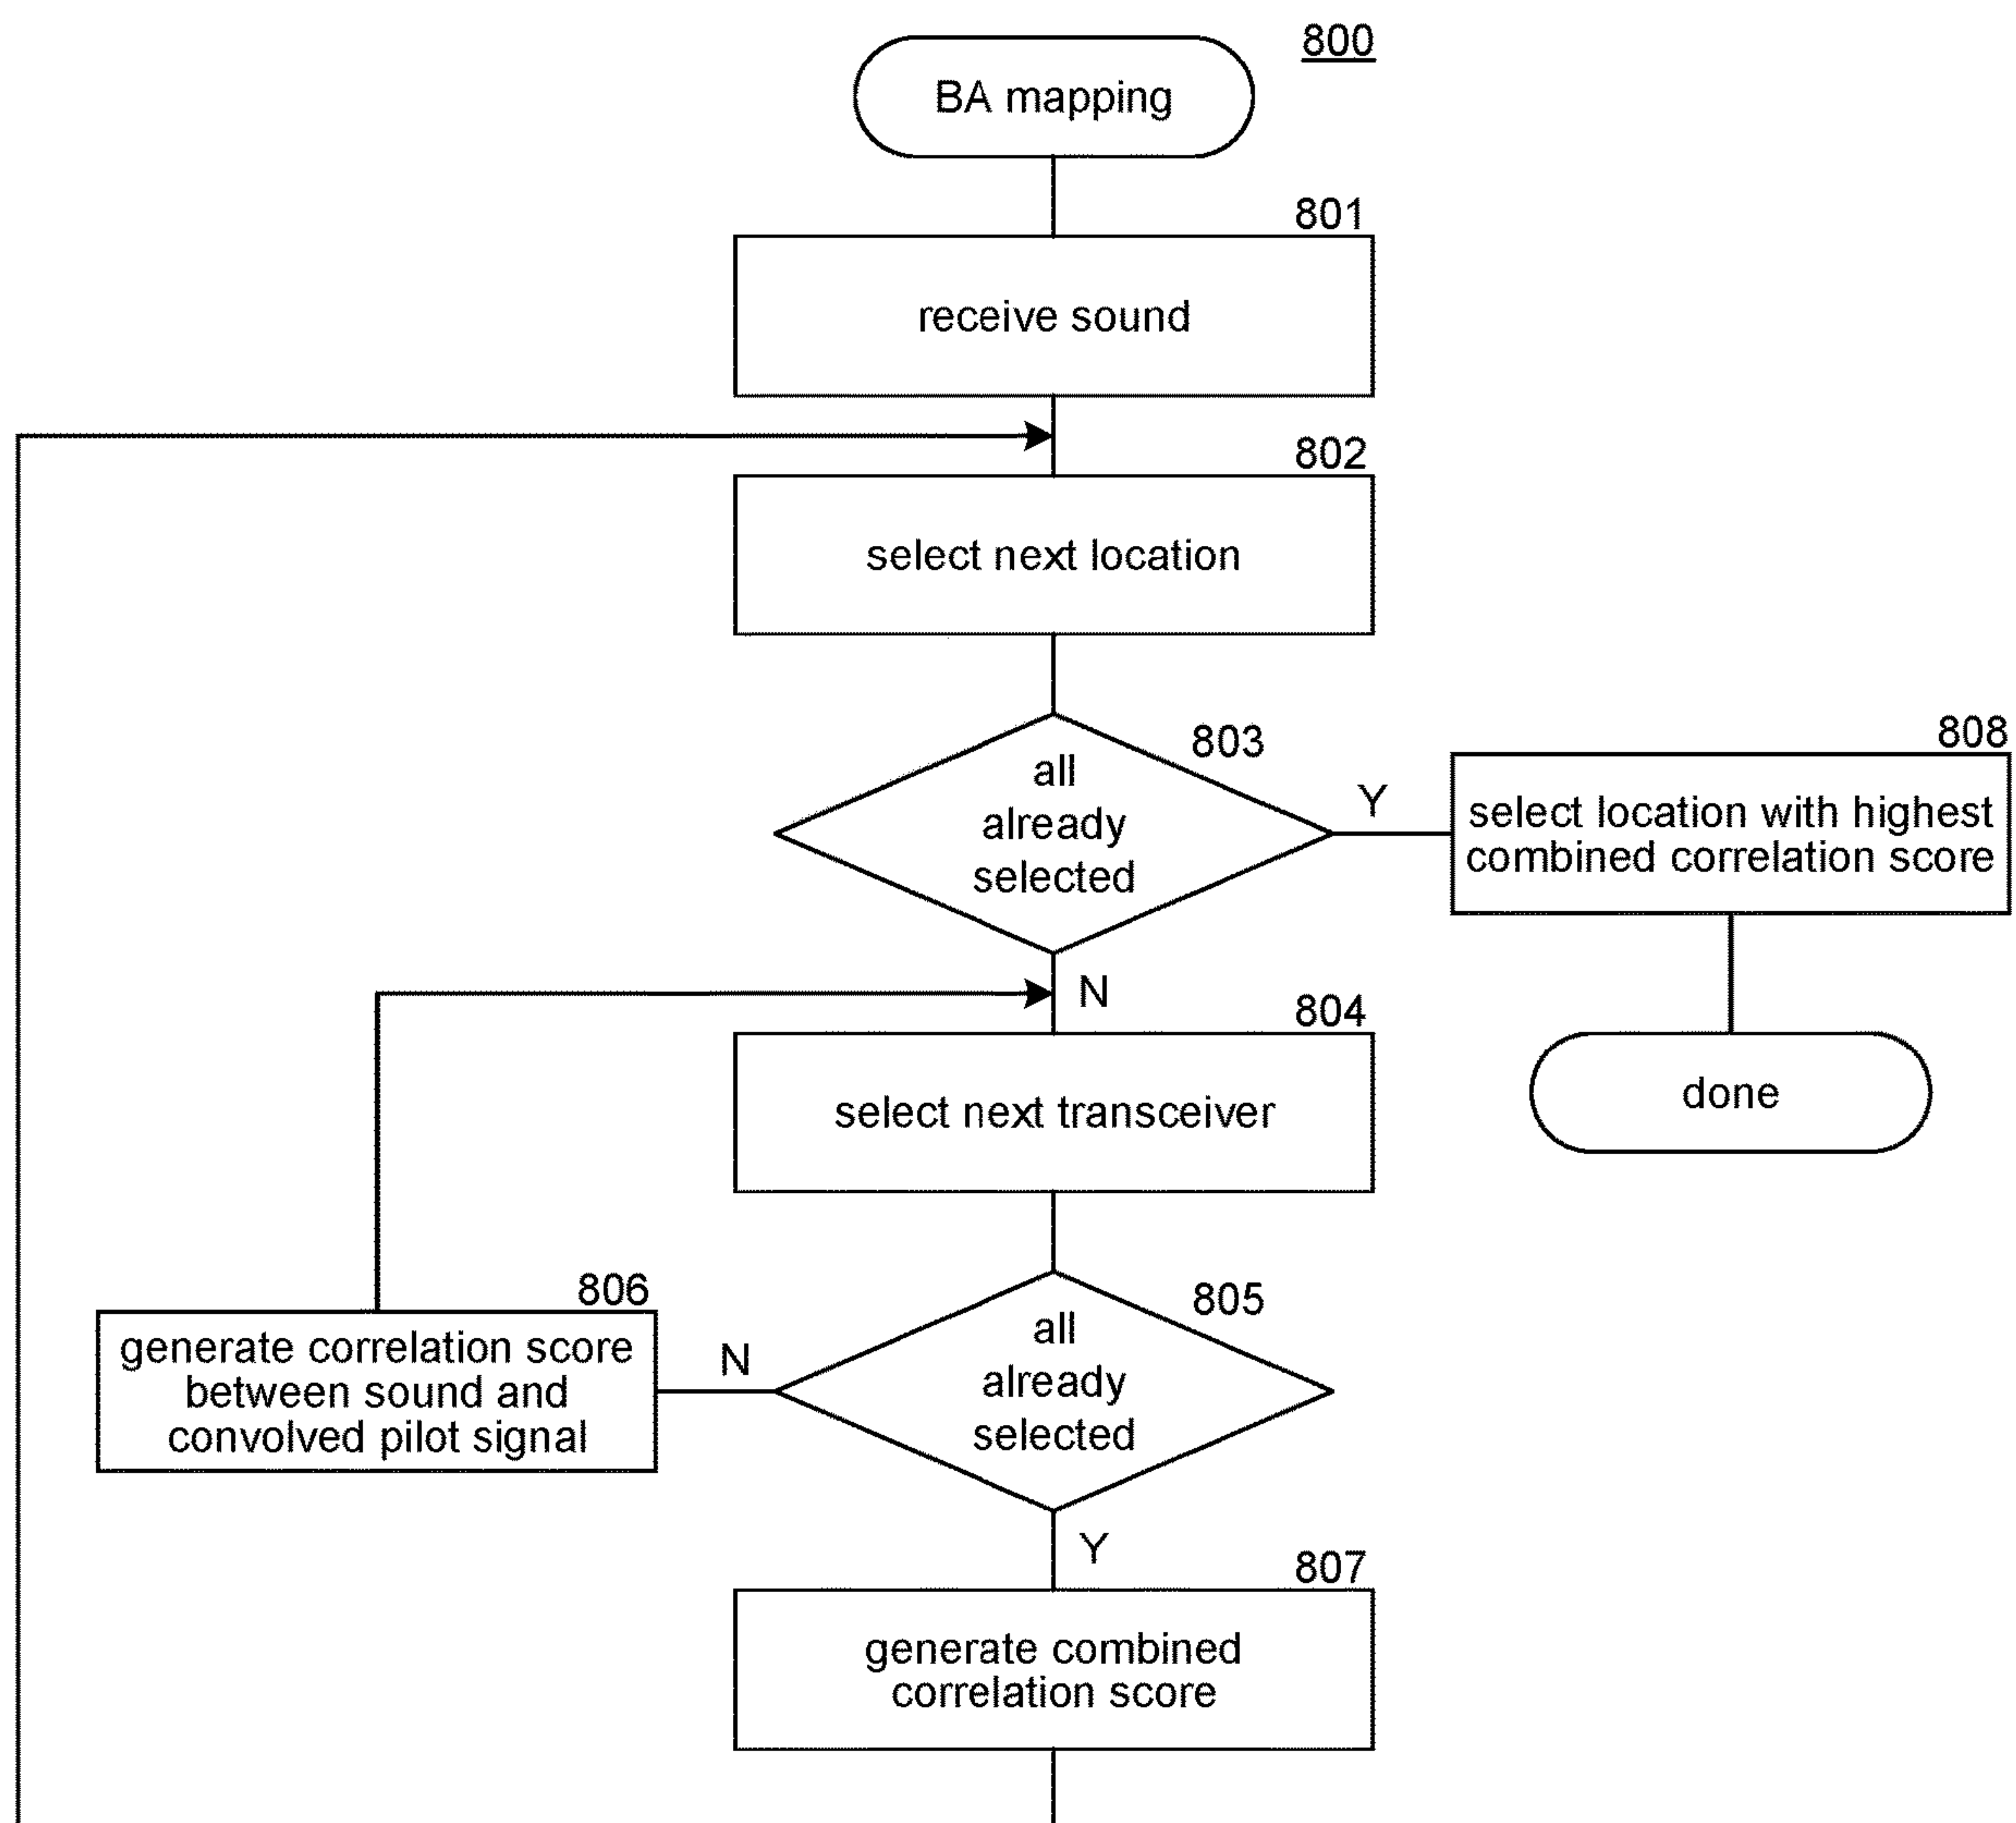 800
BA mapping
801
receive sound
802
select next location
803
all
already
selected
Y
808
select location with highest
combined correlation score
N
done
804
select next transceiver
805
all
already
selected
N
806
generate correlation score
between sound and
convolved pilot signal
Y
807
generate combined
correlation score